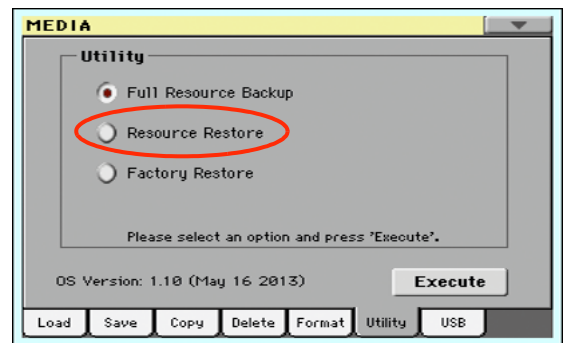 MEDIA
Utility
Full Resource Backup
Resource Restore
Factory Restore
Please select an option and press 'Execute'.
OS Version: 1.10 (May 16 2013)
Execute
Load Save Copy Delete Format Utility USB